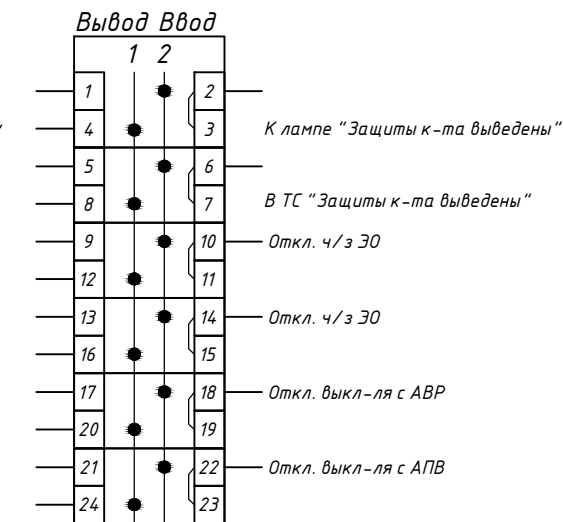 Вывод Ввод
1 2
1 2
4 3 К лампе "Защиты к-та выведены"
5 6
8 7 В ТС "Защиты к-та выведены"
9 10 Откл. ч/з ЭО
12 11
13 14 Откл. ч/з ЭО
16 15
17 18 Откл. выкл-ля с АВР
20 19
21 22 Откл. выкл-ля с АПВ
24 23